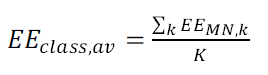 $EE_{class,av} = \frac{\sum_k EE_{MN,k}}{K}$